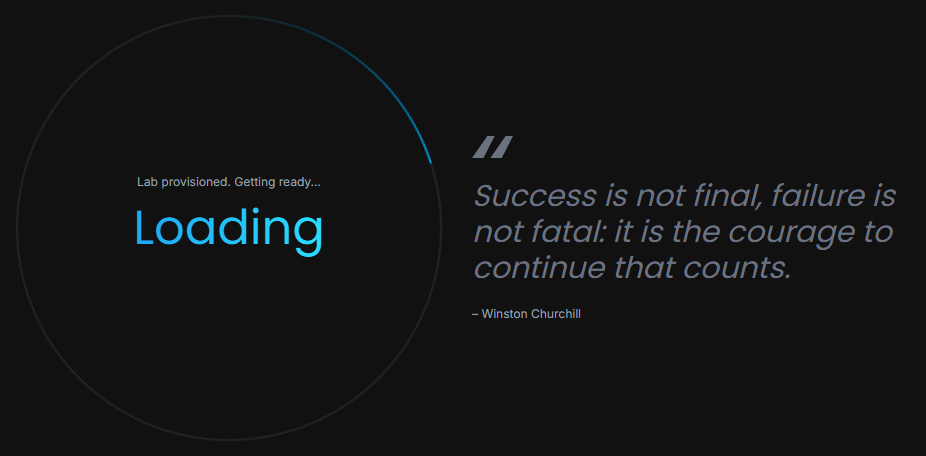 Lab provisioned. Getting ready...
Loading
"
Success is not final, failure is
not fatal: it is the courage to
continue that counts.
– Winston Churchill